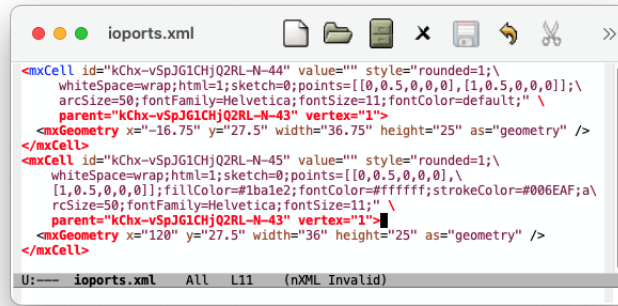 ioports.xml
<mxCell id="kChx-vSpJG1CHjQ2RL-N-44" value="" style="rounded=1;\
whiteSpace=wrap;html=1;sketch=0;points=[[0,0.5,0,0,0],[1,0.5,0,0,0]];\
arcSize=50;fontFamily=Helvetica;fontSize=11;fontColor=default;" \
parent="kChx-vSpJG1CHjQ2RL-N-43" vertex="1">
<mxGeometry x="-16.75" y="27.5" width="36.75" height="25" as="geometry" />
</mxCell>
<mxCell id="kChx-vSpJG1CHjQ2RL-N-45" value="" style="rounded=1;\
whiteSpace=wrap;html=1;sketch=0;points=[[0,0.5,0,0,0],\
[1,0.5,0,0,0]];fillColor=#1ba1e2;fontColor=#ffffff;strokeColor=#006EAF;a\
rcSize=50;fontFamily=Helvetica;fontSize=11;" \
parent="kChx-vSpJG1CHjQ2RL-N-43" vertex="1">
<mxGeometry x="120" y="27.5" width="36" height="25" as="geometry" />
</mxCell>
U:--- ioports.xml All L11 (nXML Invalid)